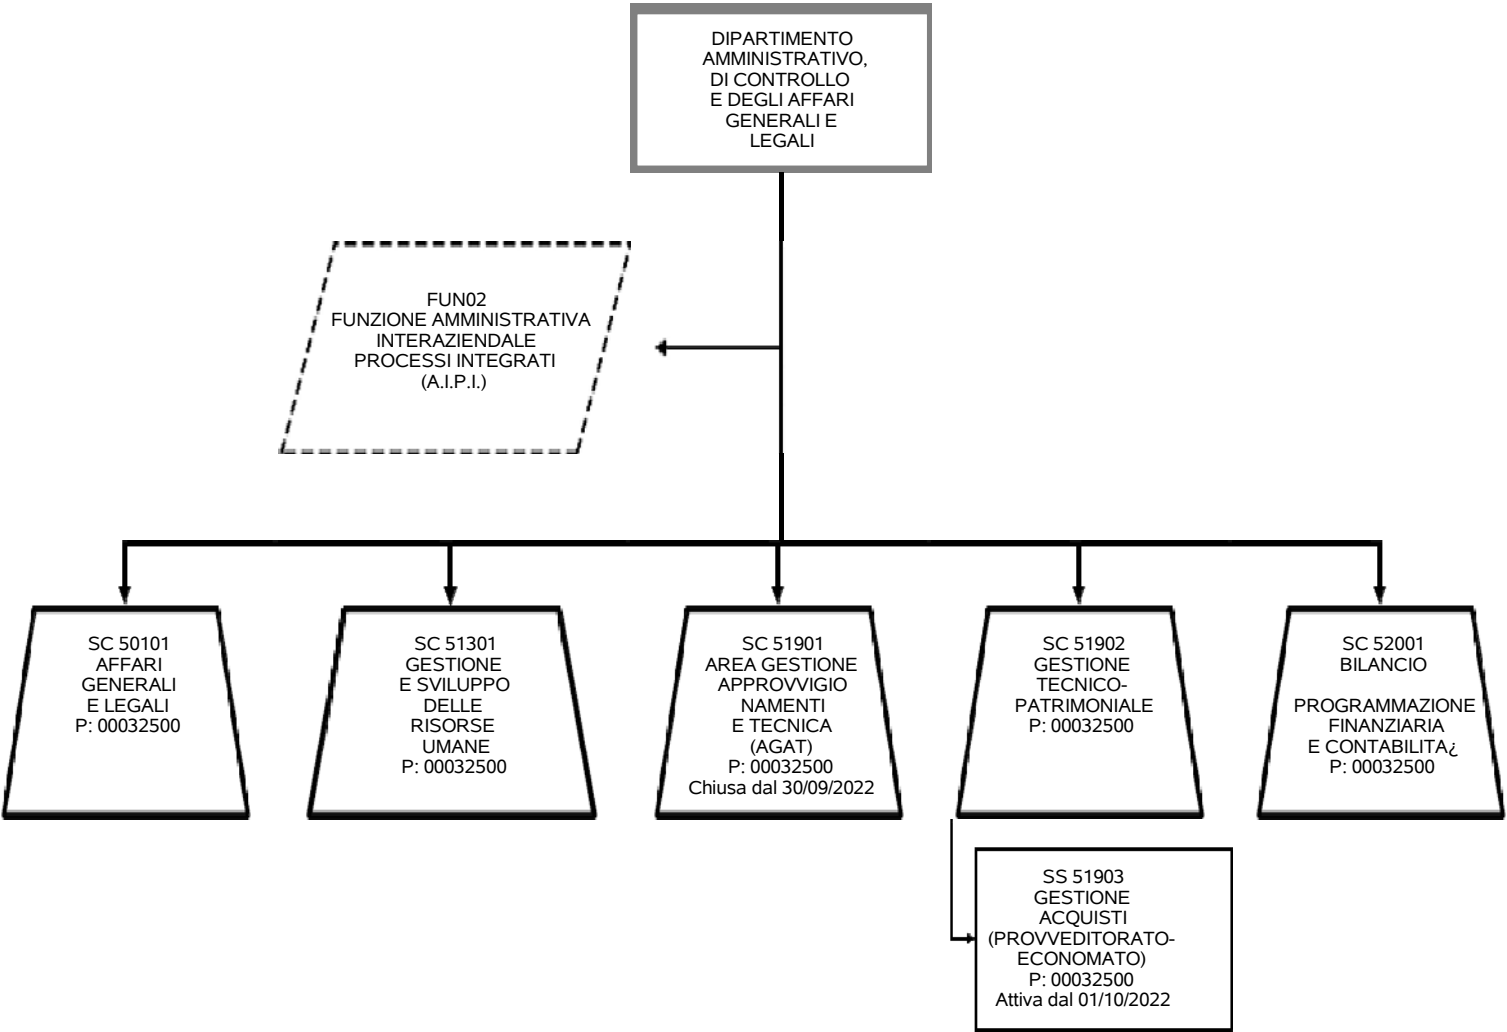 DIPARTIMENTO
AMMINISTRATIVO,
DI CONTROLLO
E DEGLI AFFARI
GENERALI E
LEGALI
FUN02
FUNZIONE AMMINISTRATIVA
INTERAZIENDALE
PROCESSI INTEGRATI
(A.I.P.I.)
SC 50101
AFFARI
GENERALI
E LEGALI
P: 00032500
SC 51301
GESTIONE
E SVILUPPO
DELLE
RISORSE
UMANE
P: 00032500
SC 51901
AREA GESTIONE
APPROVVIGIO
NAMENTI
E TECNICA
(AGAT)
P: 00032500
Chiusa dal 30/09/2022
SC 51902
GESTIONE
TECNICO-
PATRIMONIALE
P: 00032500
SC 52001
BILANCIO
PROGRAMMAZIONE
FINANZIARIA
E CONTABILITA¿
P: 00032500
SS 51903
GESTIONE
ACQUISTI
(PROVVEDITORATO-
ECONOMATO)
P: 00032500
Attiva dal 01/10/2022